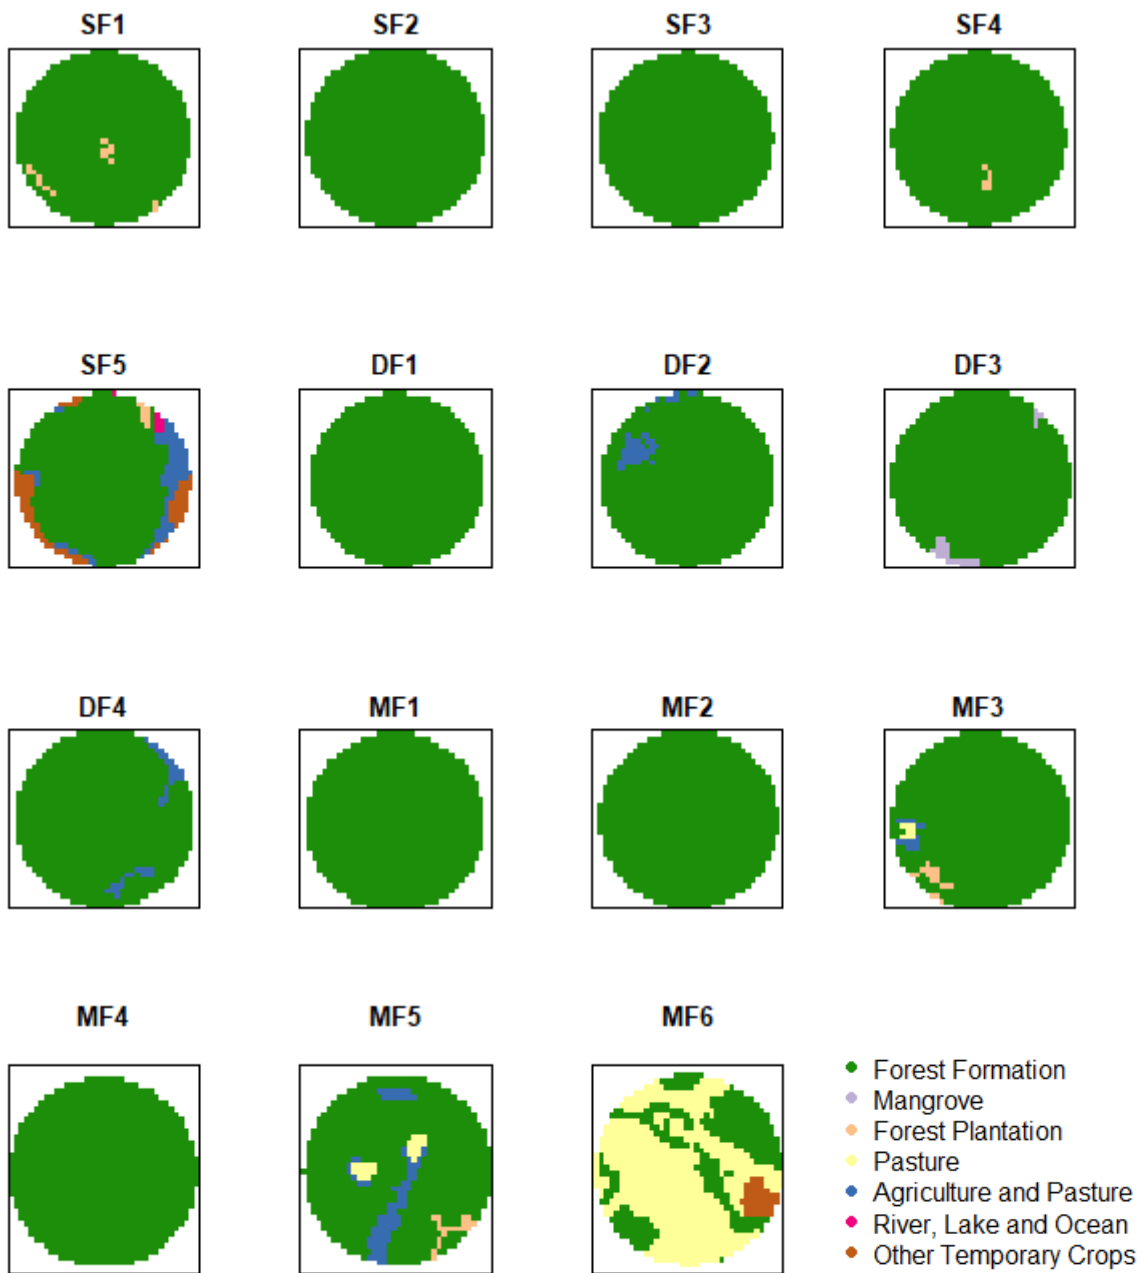 SF1
SF2
SF3
SF4
SF5
DF1
DF2
DF3
DF4
MF1
MF2
MF3
MF4
MF5
MF6
Forest Formation
Mangrove
Forest Plantation
Pasture
Agriculture and Pasture
River, Lake and Ocean
Other Temporary Crops